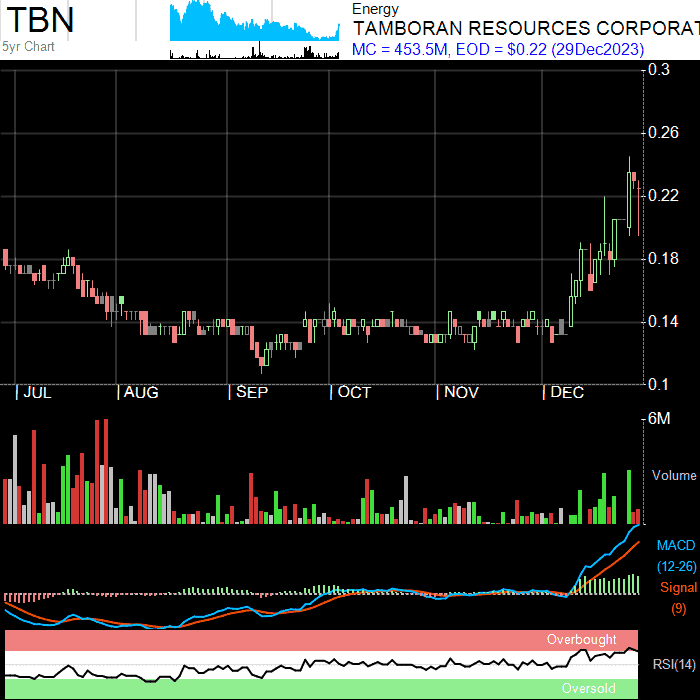 TBN
5yr Chart
Energy
TAMBORAN RESOURCES CORPORAT
MC = 453.5M, EOD = $0.22 (29Dec2023)
0.3
0.26
0.22
0.18
0.14
0.1
JUL AUG SEP OCT NOV DEC
6M
Volume
MACD
(12-26)
Signal
(9)
Overbought
RSI(14)
Oversold